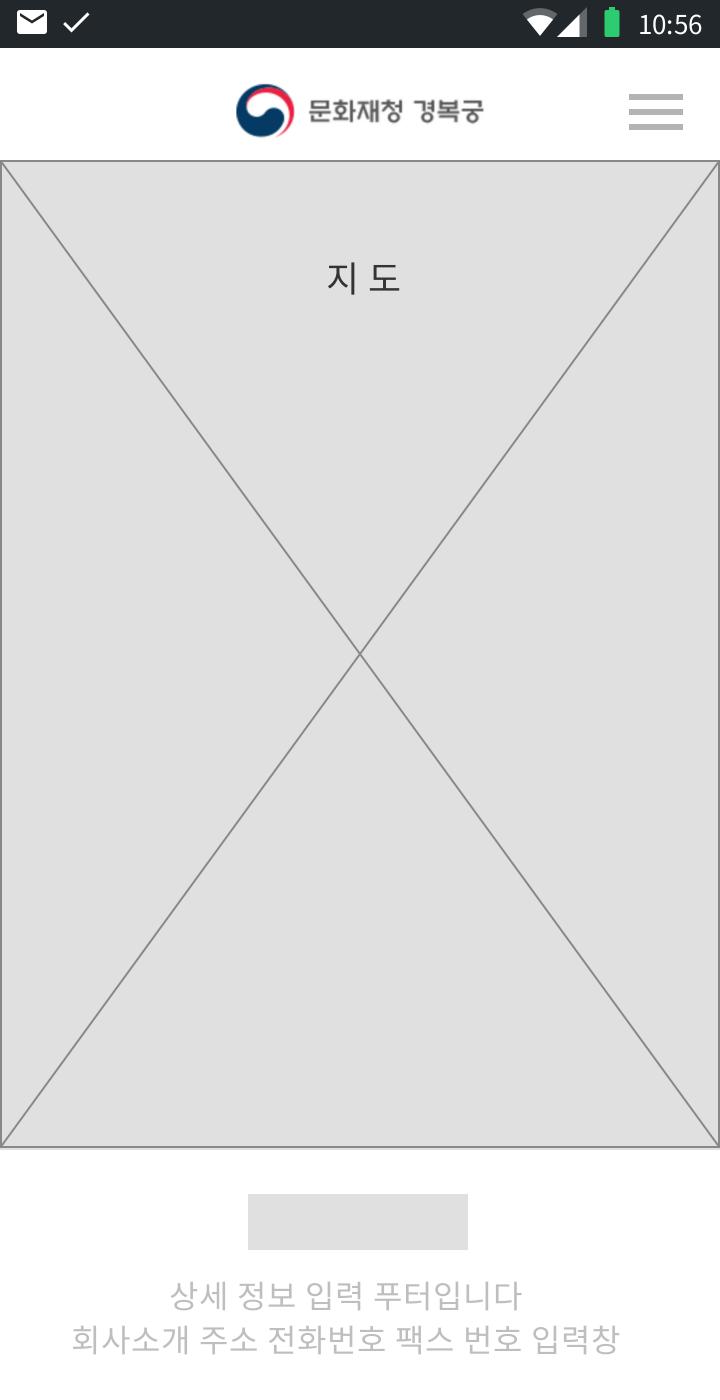 10:56
문화재청 경복궁
지 도
상세 정보 입력 푸터입니다
회사소개 주소 전화번호 팩스 번호 입력창